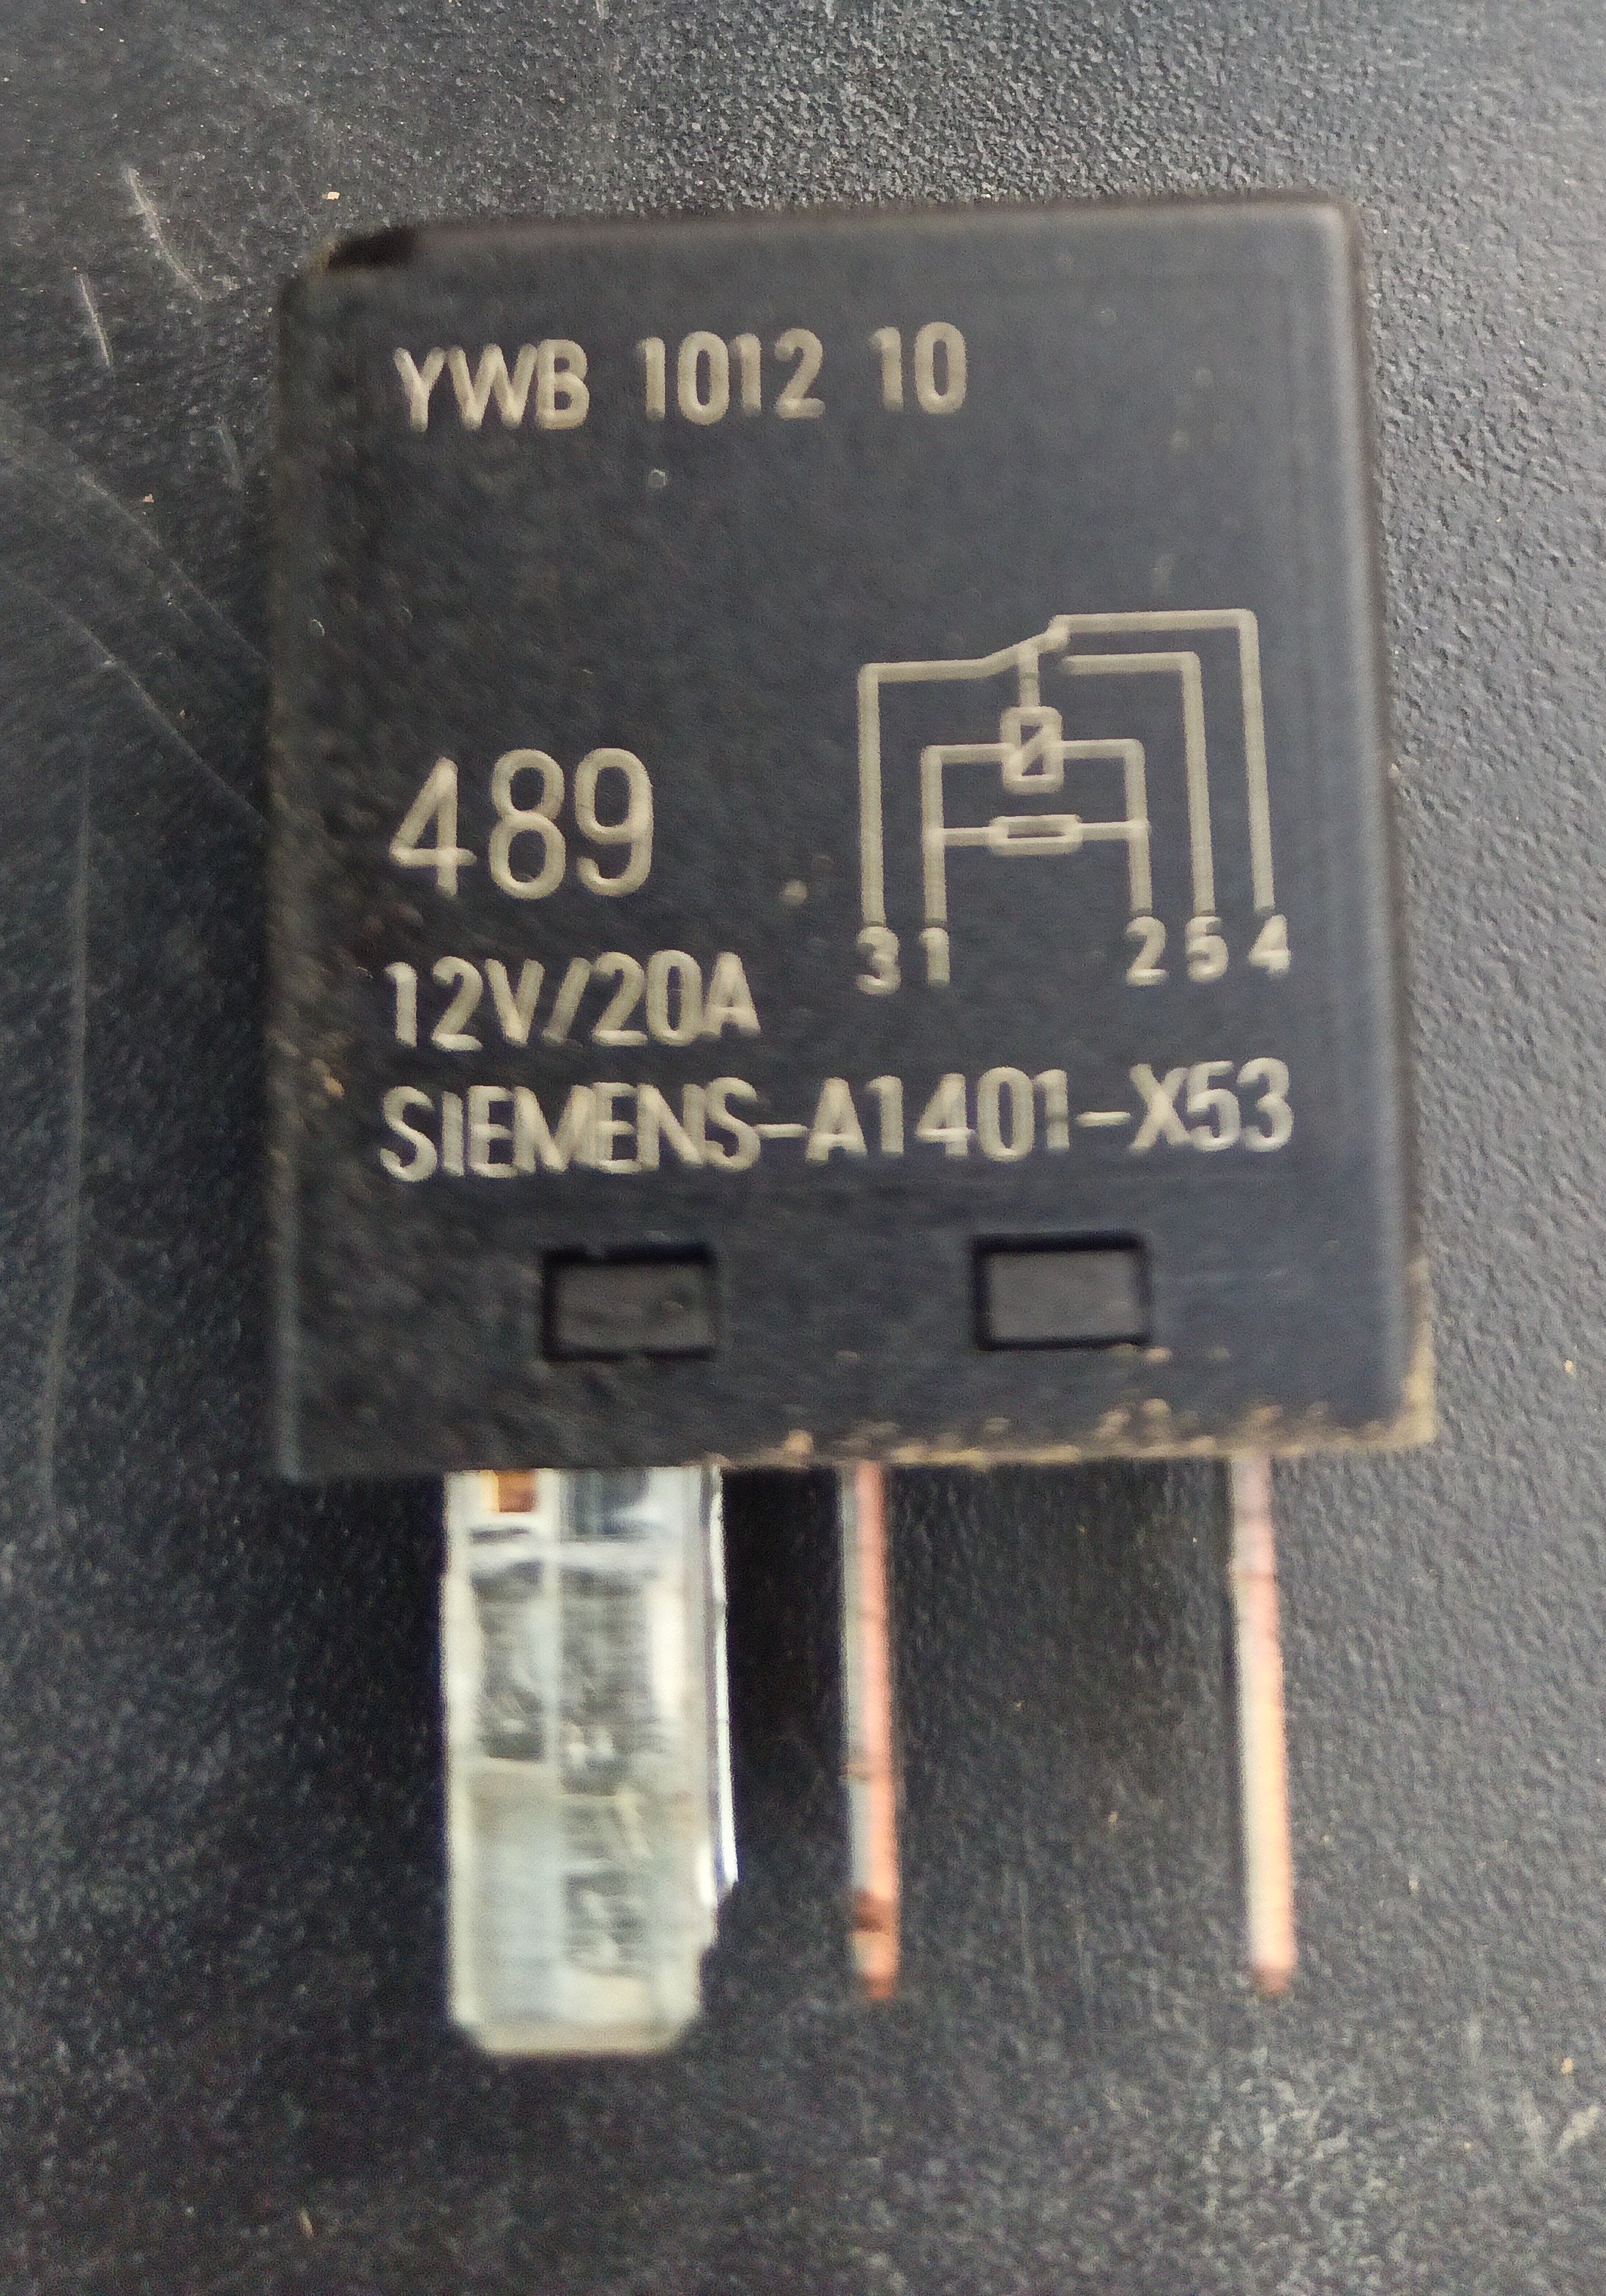 YWB 1012 10
489
12V/20A
3 1 2 5 4
SIEMENS-A1401-X53